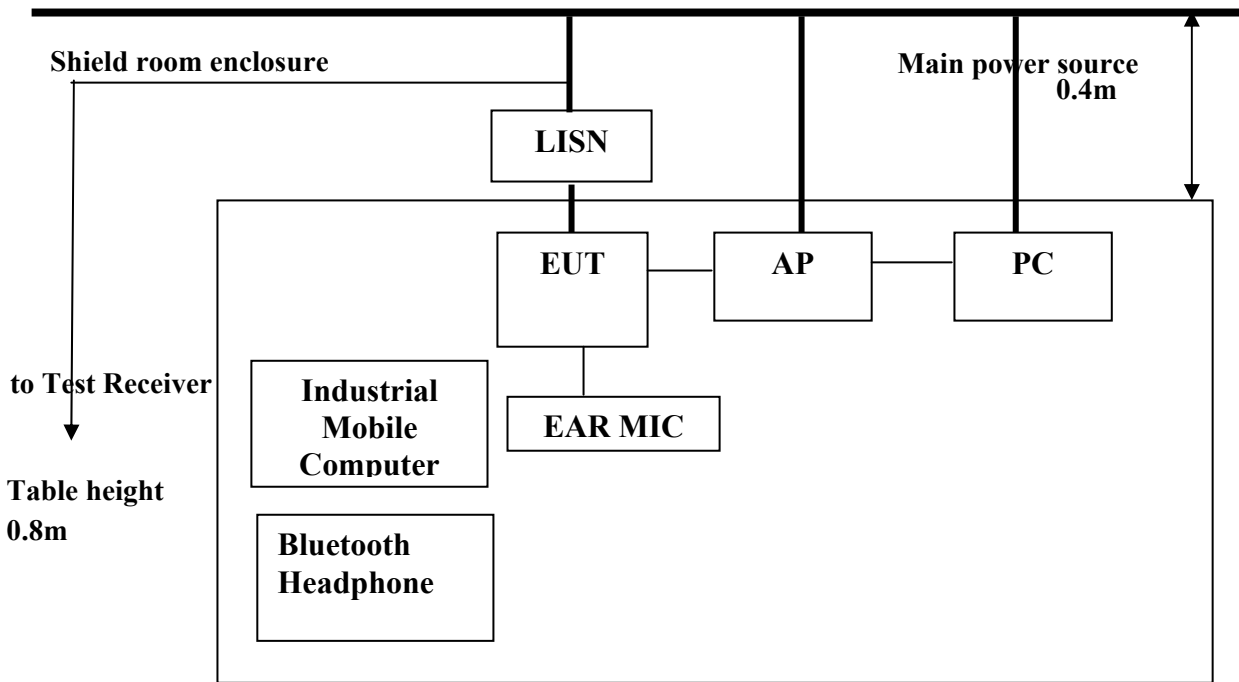 Shield room enclosure
Main power source
0.4m
LISN
EUT
AP
PC
to Test Receiver
Industrial
Mobile
Computer
EAR MIC
Table height
0.8m
Bluetooth
Headphone